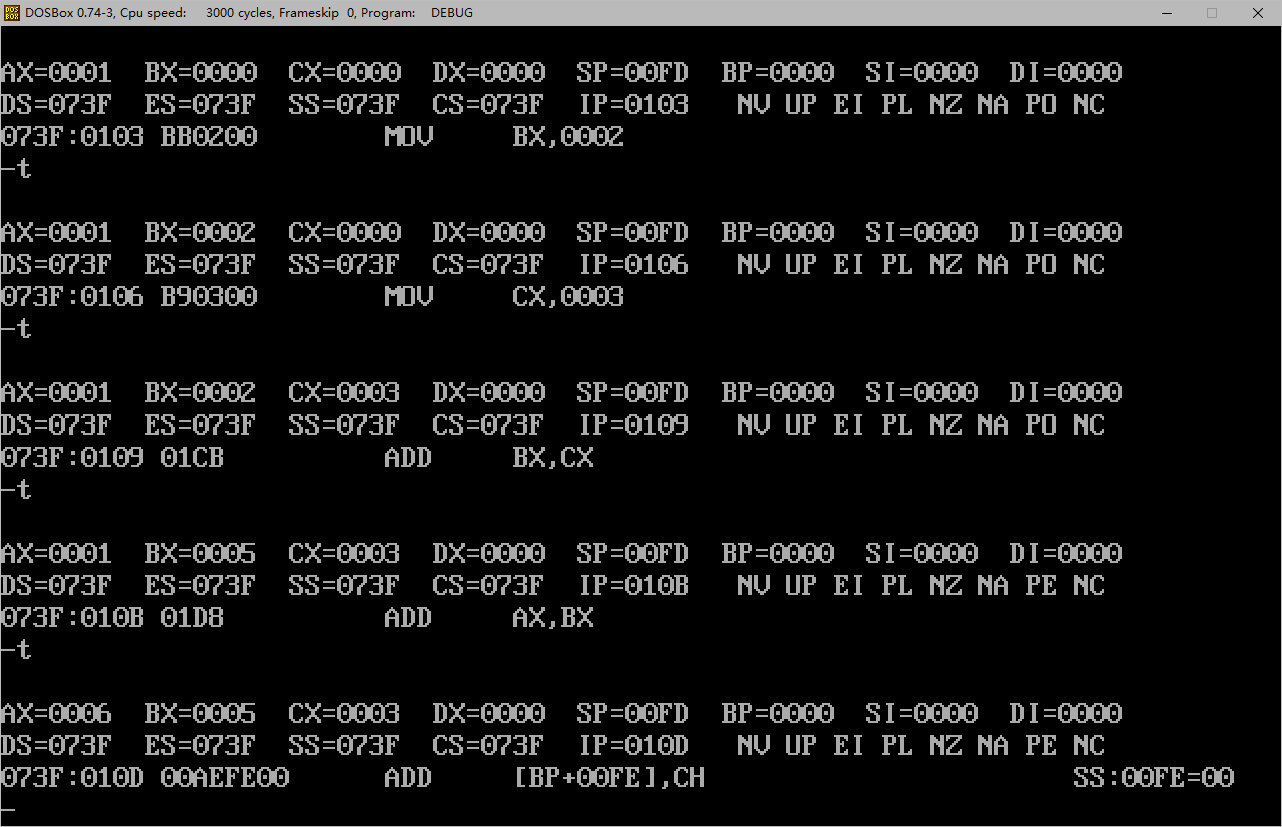 DOSBox 0.74-3, Cpu speed:    3000 cycles, Frameskip  0, Program:    DEBUG
AX=0001  BX=0000  CX=0000  DX=0000  SP=00FD  BP=0000  SI=0000  DI=0000
DS=073F  ES=073F  SS=073F  CS=073F  IP=0103   NV UP EI PL NZ NA PO NC
073F:0103 BB0200        MOV     BX,0002
-t
AX=0001  BX=0002  CX=0000  DX=0000  SP=00FD  BP=0000  SI=0000  DI=0000
DS=073F  ES=073F  SS=073F  CS=073F  IP=0106   NV UP EI PL NZ NA PO NC
073F:0106 B90300        MOV     CX,0003
-t
AX=0001  BX=0002  CX=0003  DX=0000  SP=00FD  BP=0000  SI=0000  DI=0000
DS=073F  ES=073F  SS=073F  CS=073F  IP=0109   NV UP EI PL NZ NA PO NC
073F:0109 01CB          ADD     BX,CX
-t
AX=0001  BX=0005  CX=0003  DX=0000  SP=00FD  BP=0000  SI=0000  DI=0000
DS=073F  ES=073F  SS=073F  CS=073F  IP=010B   NV UP EI PL NZ NA PE NC
073F:010B 01D8          ADD     AX,BX
-t
AX=0006  BX=0005  CX=0003  DX=0000  SP=00FD  BP=0000  SI=0000  DI=0000
DS=073F  ES=073F  SS=073F  CS=073F  IP=010D   NV UP EI PL NZ NA PE NC
073F:010D 00AEFE00      ADD     [BP+00FE],CH                       SS:00FE=00
-